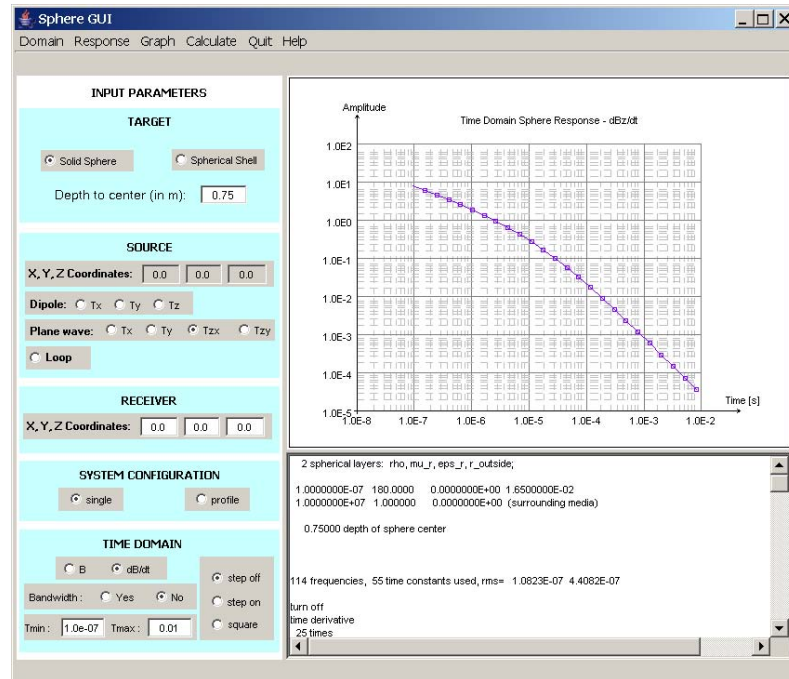 Sphere GUI
Domain Response Graph Calculate Quit Help
INPUT PARAMETERS
TARGET
Solid Sphere Spherical Shell
Depth to center (in m): 0.75
SOURCE
X, Y, Z Coordinates: 0.0 0.0 0.0
Dipole: Tx Ty Tz
Plane wave: Tx Ty Tzx Tzy
Loop
RECEIVER
X, Y, Z Coordinates: 0.0 0.0 0.0
SYSTEM CONFIGURATION
single profile
TIME DOMAIN
B dB/dt
Bandwidth : Yes No
Tmin : 1.0e-07 Tmax : 0.01
step off
step on
square
Amplitude
Time Domain Sphere Response - dBz/dt
1.0E2
1.0E1
1.0E0
1.0E-1
1.0E-2
1.0E-3
1.0E-4
1.0E-5
Time [s]
1.0E-8 1.0E-7 1.0E-6 1.0E-5 1.0E-4 1.0E-3 1.0E-2
2 spherical layers: rho, mu_r, eps_r, r_outside;
1.0000000E-07 180.0000 0.0000000E+00 1.6500000E-02
1.0000000E+07 1.000000 0.0000000E+00 (surrounding media)
0.75000 depth of sphere center
114 frequencies, 55 time constants used, rms= 1.0823E-07 4.4082E-07
turn off
time derivative
25 times